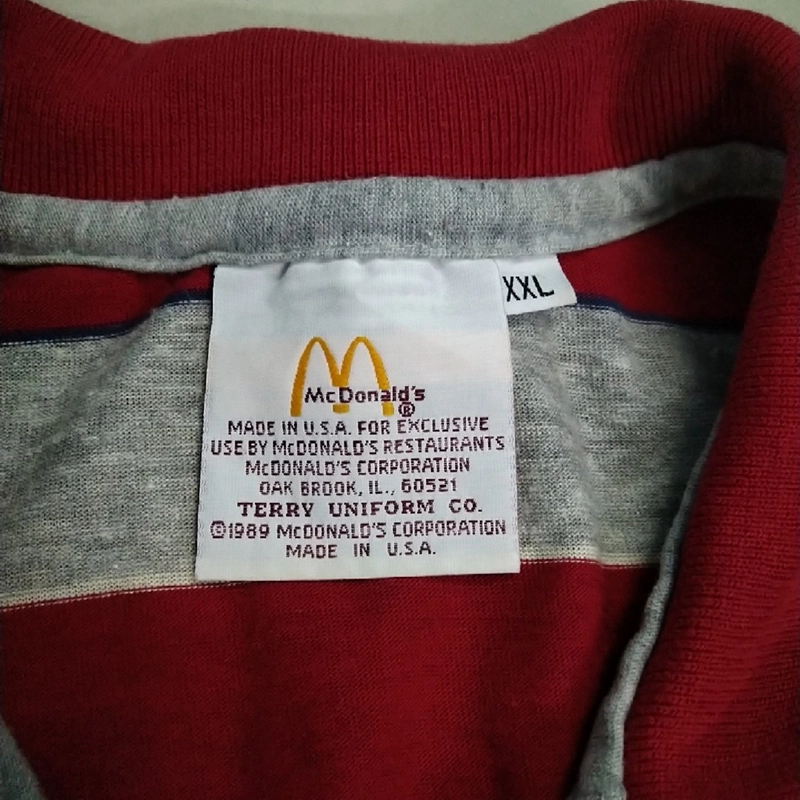 XXL
McDonald's
®
MADE IN U.S.A. FOR EXCLUSIVE
USE BY McDONALD'S RESTAURANTS
McDONALD'S CORPORATION
OAK BROOK, IL., 60521
TERRY UNIFORM CO.
©1989 McDONALD'S CORPORATION
MADE IN U.S.A.